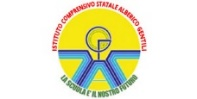 ISTITUTO COMPRENSIVO STATALE ALBERICO GENTILI
LA SCUOLA E' IL NOSTRO FUTURO